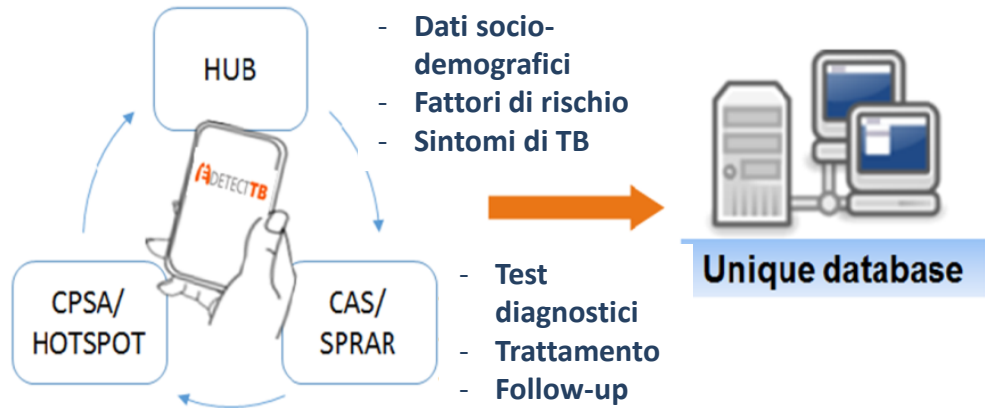 HUB
DETECTTB
CPSA/
HOTSPOT
CAS/
SPRAR
- Dati socio-
demografici
- Fattori di rischio
- Sintomi di TB
- Test
diagnostici
- Trattamento
- Follow-up
Unique database